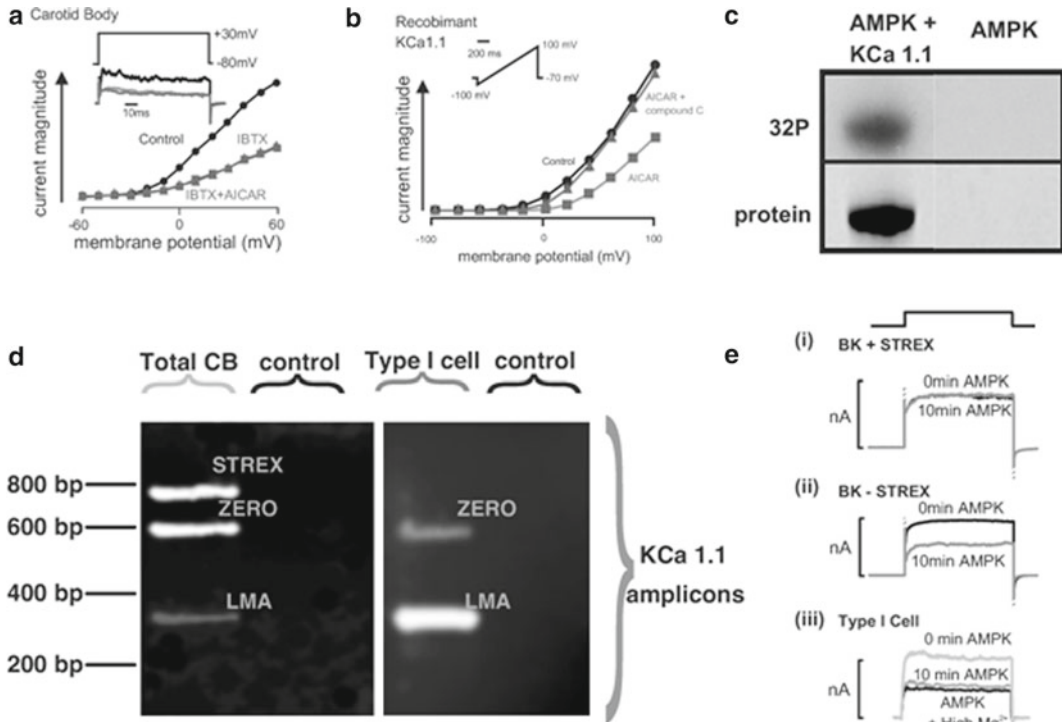 a
Carotid Body
+30mV
-80mV
10ms
Control
IBTX
IBTX+AICAR
current magnitude
-60
0
60
membrane potential (mV)
b
Recobimant
KCa1.1
200 ms
100 mV
-100 mV
-70 mV
AICAR +
compound C
Control
AICAR
current magnitude
-100
0
100
membrane potential (mV)
c
AMPK +
KCa 1.1
AMPK
32P
protein
d
Total CB
control
Type I cell
control
800 bp
600 bp
400 bp
200 bp
STREX
ZERO
LMA
ZERO
LMA
KCa 1.1
amplicons
e
(i)
BK + STREX
0min AMPK
10min AMPK
nA
(ii)
BK - STREX
0min AMPK
10min AMPK
nA
(iii)
Type I Cell
0 min AMPK
10 min AMPK
AMPK
nA